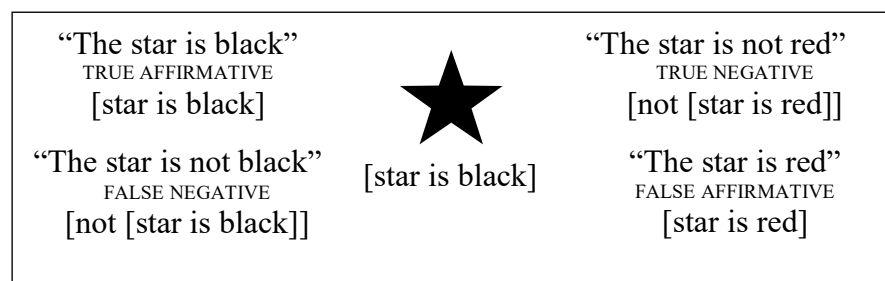 “The star is black”
TRUE AFFIRMATIVE
[star is black]
“The star is not black”
FALSE NEGATIVE
[not [star is black]]
[star is black]
“The star is not red”
TRUE NEGATIVE
[not [star is red]]
“The star is red”
FALSE AFFIRMATIVE
[star is red]